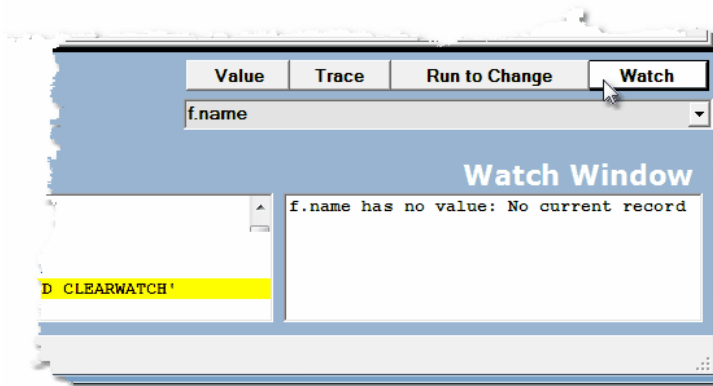 Value Trace Run to Change Watch
f.name
Watch Window
f.name has no value: No current record
D CLEARWATCH'